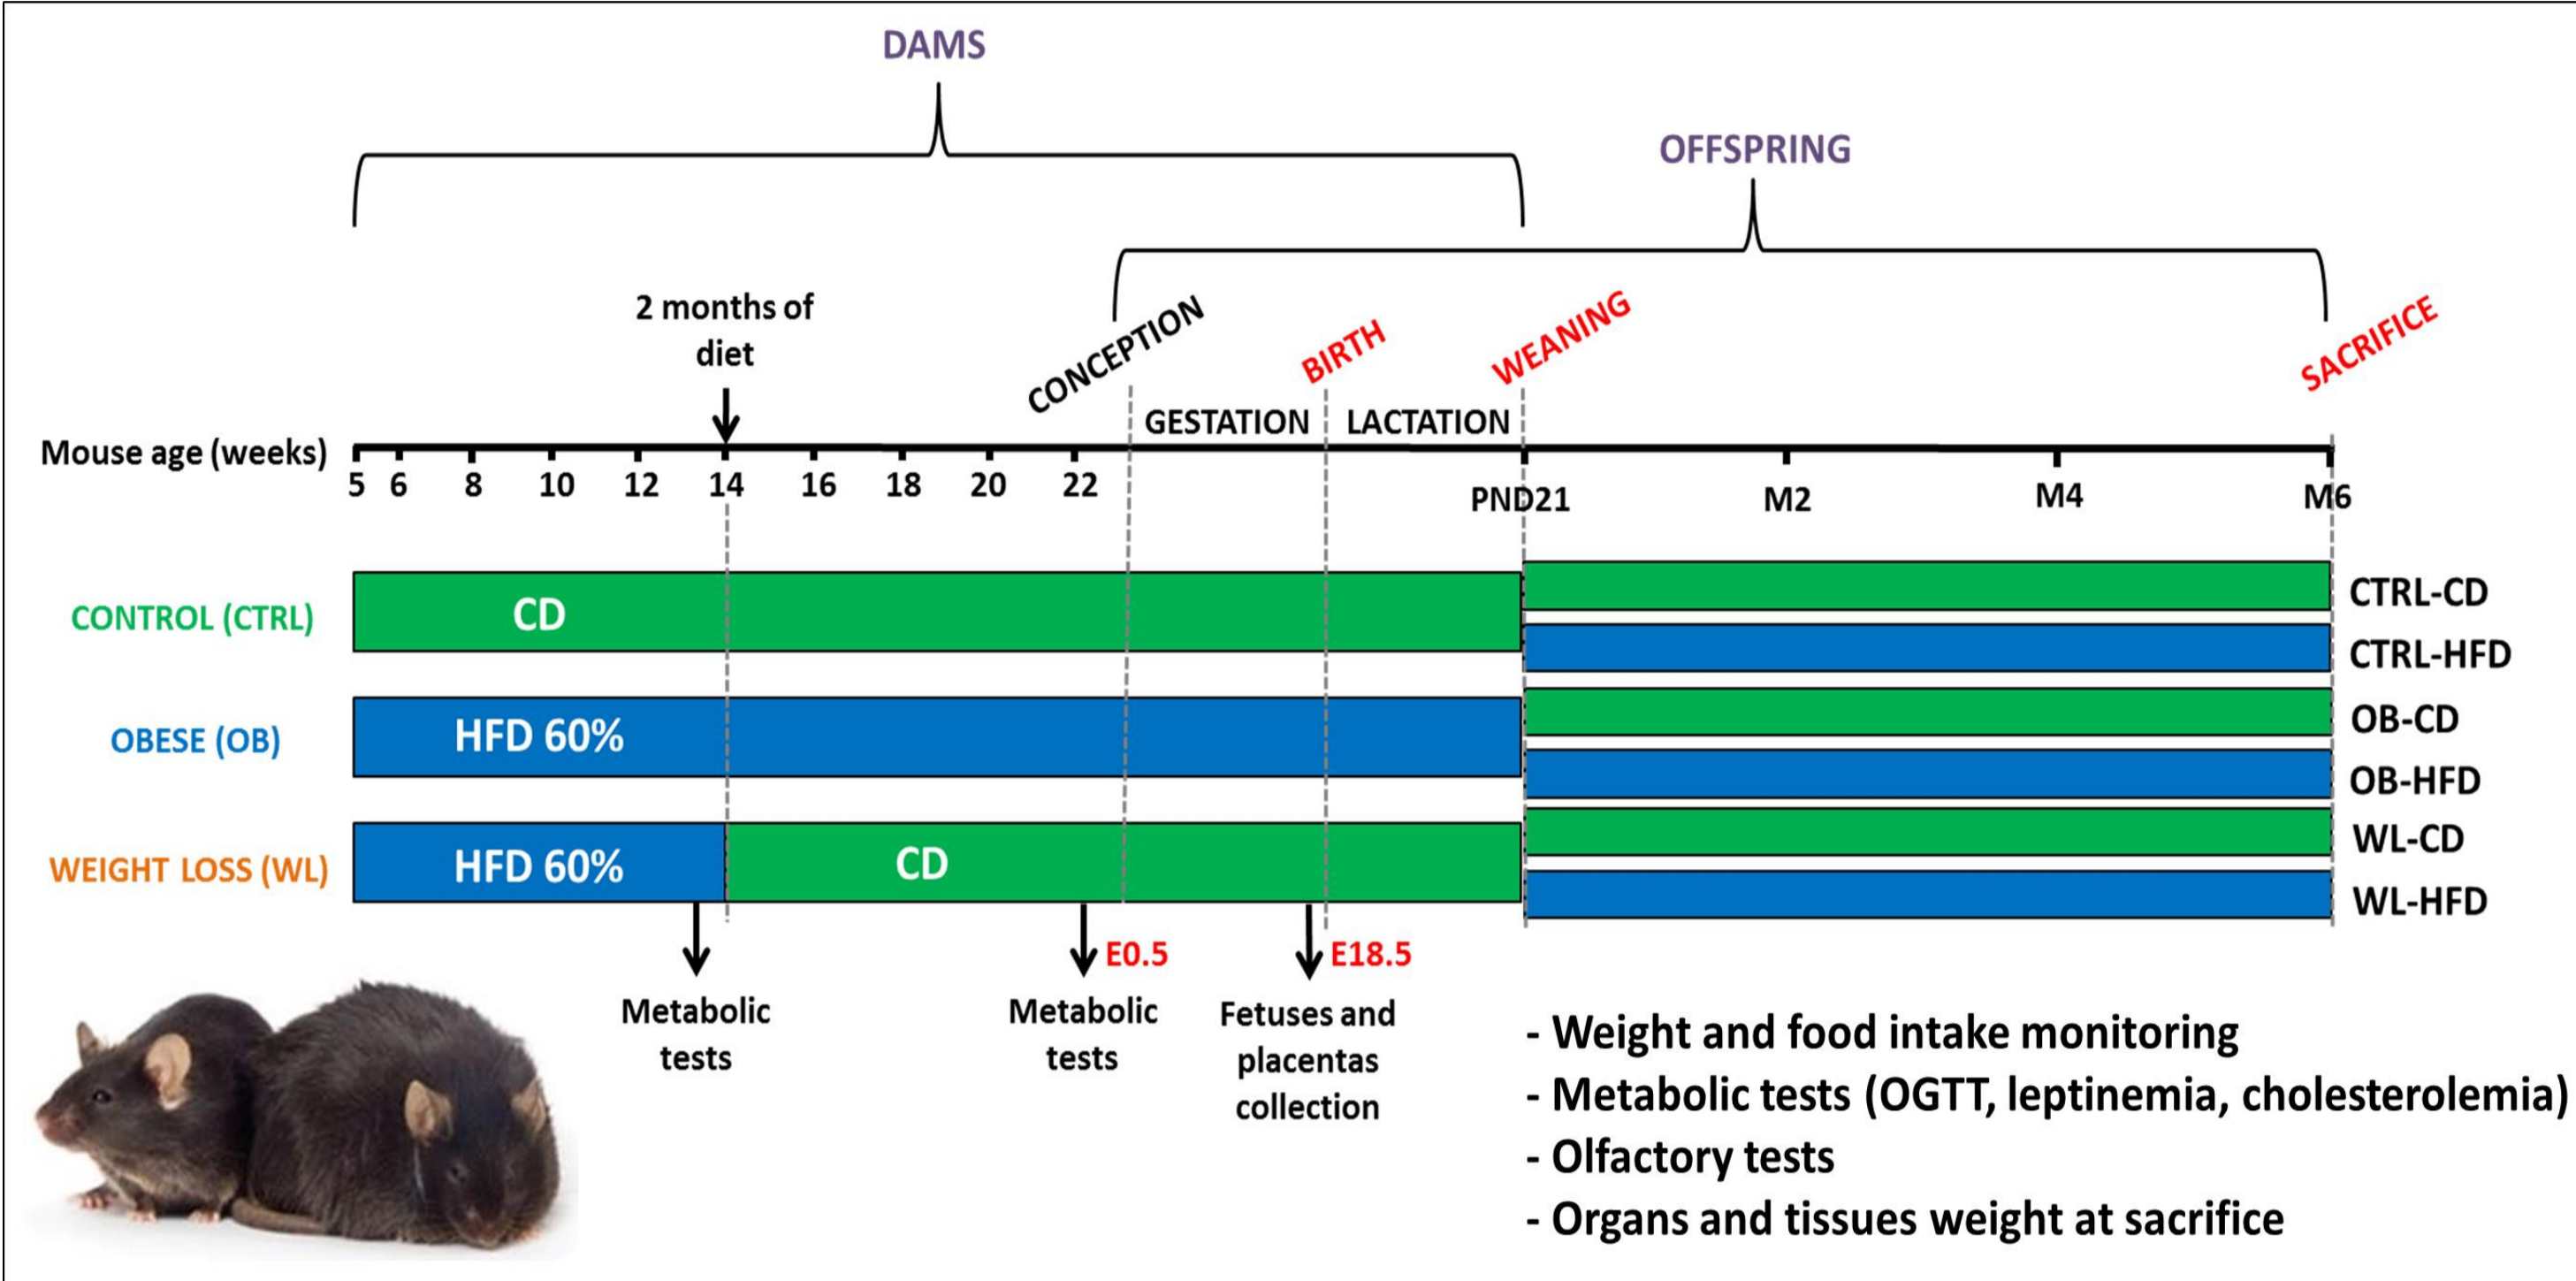 DAMS
OFFSPRING
2 months of
diet
CONCEPTION
BIRTH
WEANING
SACRIFICE
GESTATION
LACTATION
Mouse age (weeks)
5 6 8 10 12 14 16 18 20 22 PND21 M2 M4 M6
CONTROL (CTRL)
CD
CTRL-CD
CTRL-HFD
OBESE (OB)
HFD 60%
OB-CD
OB-HFD
WEIGHT LOSS (WL)
HFD 60%
CD
WL-CD
WL-HFD
E0.5
E18.5
Metabolic
tests
Metabolic
tests
Fetuses and
placentas
collection
- Weight and food intake monitoring
- Metabolic tests (OGTT, leptinemia, cholesterolemia)
- Olfactory tests
- Organs and tissues weight at sacrifice